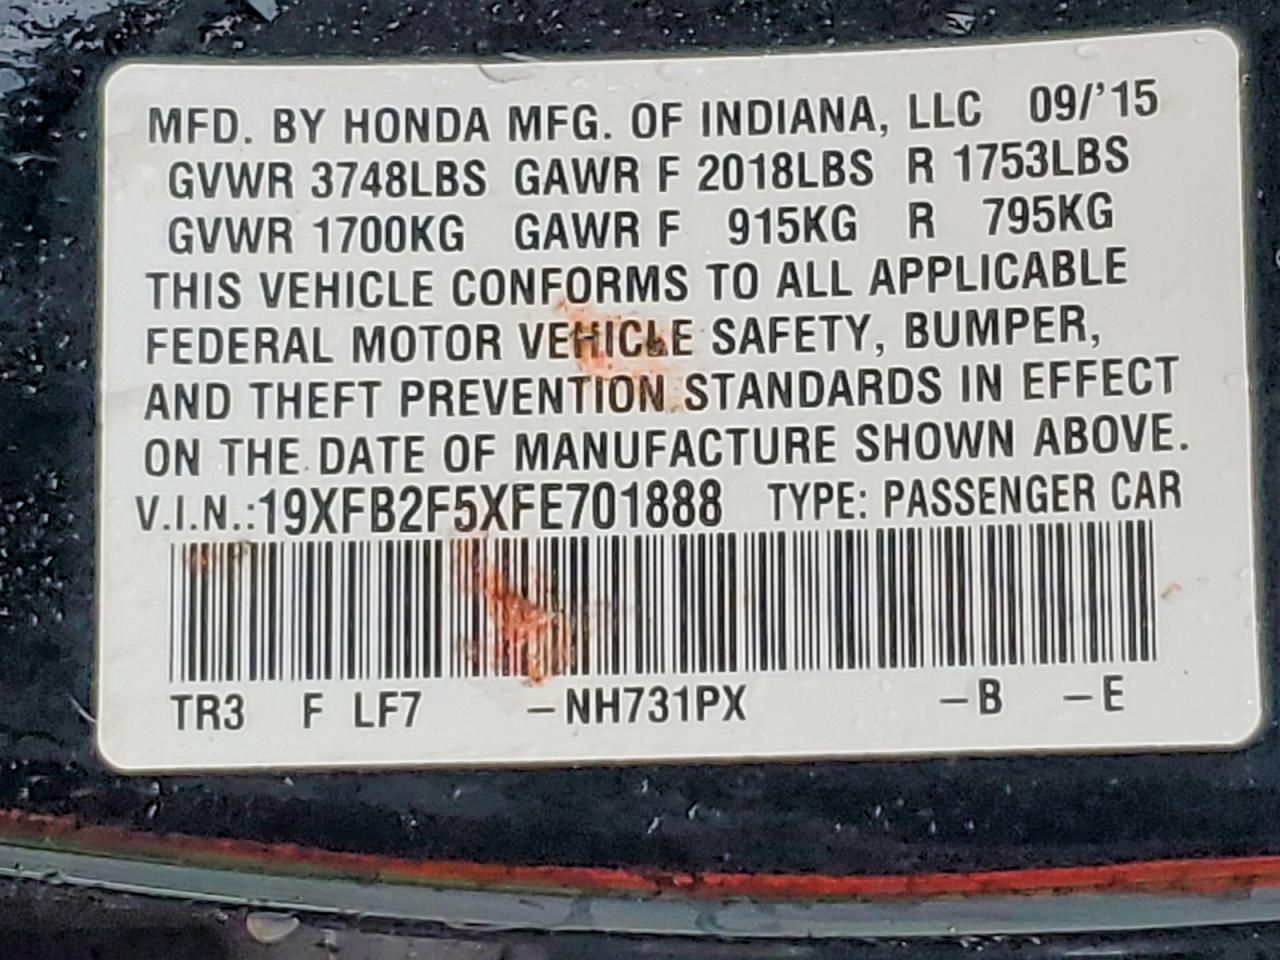 MFD. BY HONDA MFG. OF INDIANA, LLC 09/'15
GVWR 3748LBS GAWR F 2018LBS R 1753LBS
GVWR 1700KG GAWR F 915KG R 795KG
THIS VEHICLE CONFORMS TO ALL APPLICABLE
FEDERAL MOTOR VEHICLE SAFETY, BUMPER,
AND THEFT PREVENTION STANDARDS IN EFFECT
ON THE DATE OF MANUFACTURE SHOWN ABOVE.
V.I.N.:19XFB2F5XFE701888 TYPE: PASSENGER CAR
TR3 F LF7 –NH731PX –B –E